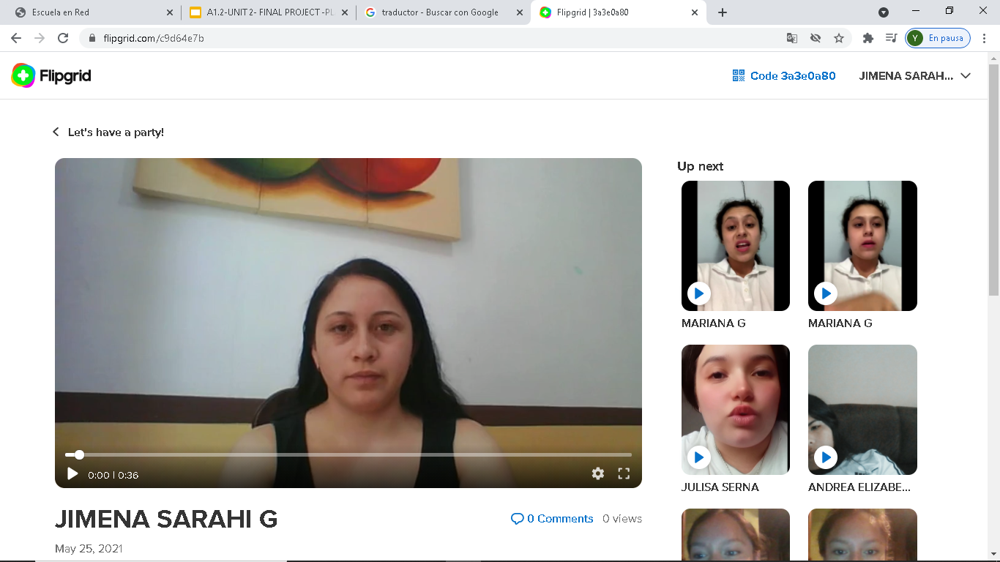 Escuela en Red
A1.2-UNIT 2- FINAL PROJECT -PL
traductor - Buscar con Google
Flipgrid | 3a3e0a80
flipgrid.com/c9d64e7b
Y
En pausa
Flipgrid
Code 3a3e0a80
JIMENA SARAH...
Let's have a party!
Up next
MARIANA G
MARIANA G
JULISA SERNA
ANDREA ELIZABE...
0:00 | 0:36
JIMENA SARAHI G
0 Comments
0 views
May 25, 2021